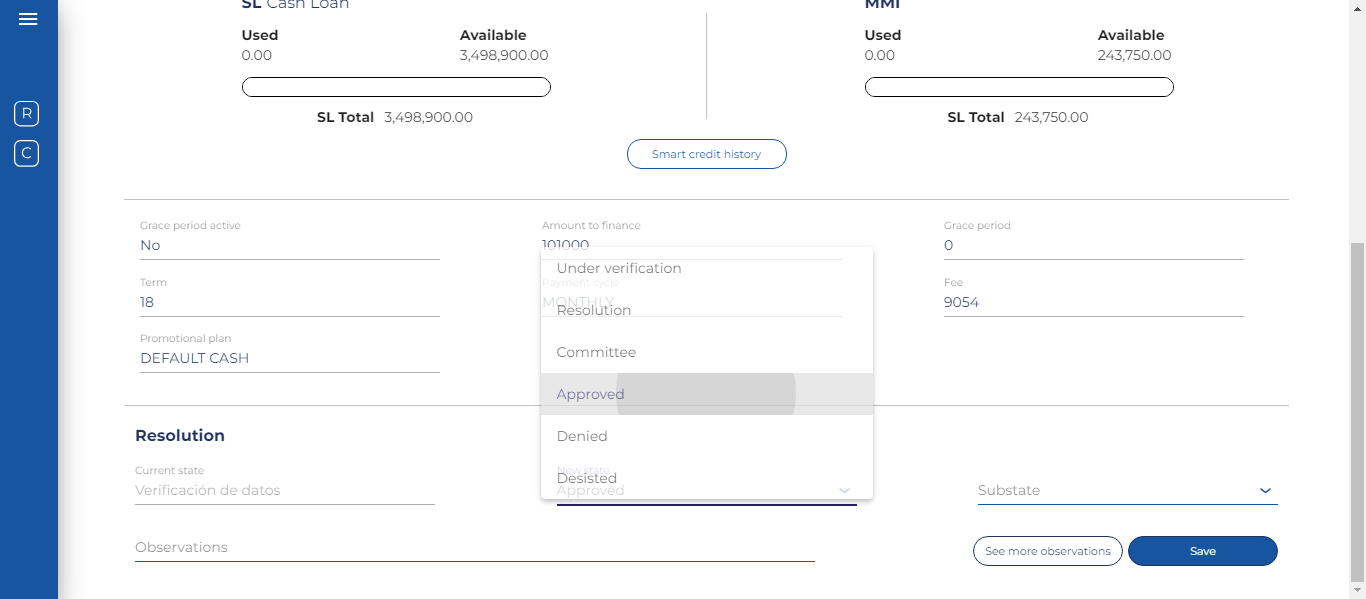 SL Cash Loan
MMI
Used
Available
Used
Available
0.00
3,498,900.00
0.00
243,750.00
R
SL Total 3,498,900.00
SL Total 243,750.00
C
Smart credit history
Grace period active
Amount to finance
Grace period
No
101000
0
Under verification
Term
Payment cycle
Fee
18
MONTHLY
9054
Resolution
Promotional plan
DEFAULT CASH
Committee
Approved
Denied
Resolution
Current state
New state
Desisted
Verificación de datos
Approved
Substate
Observations
See more observations
Save